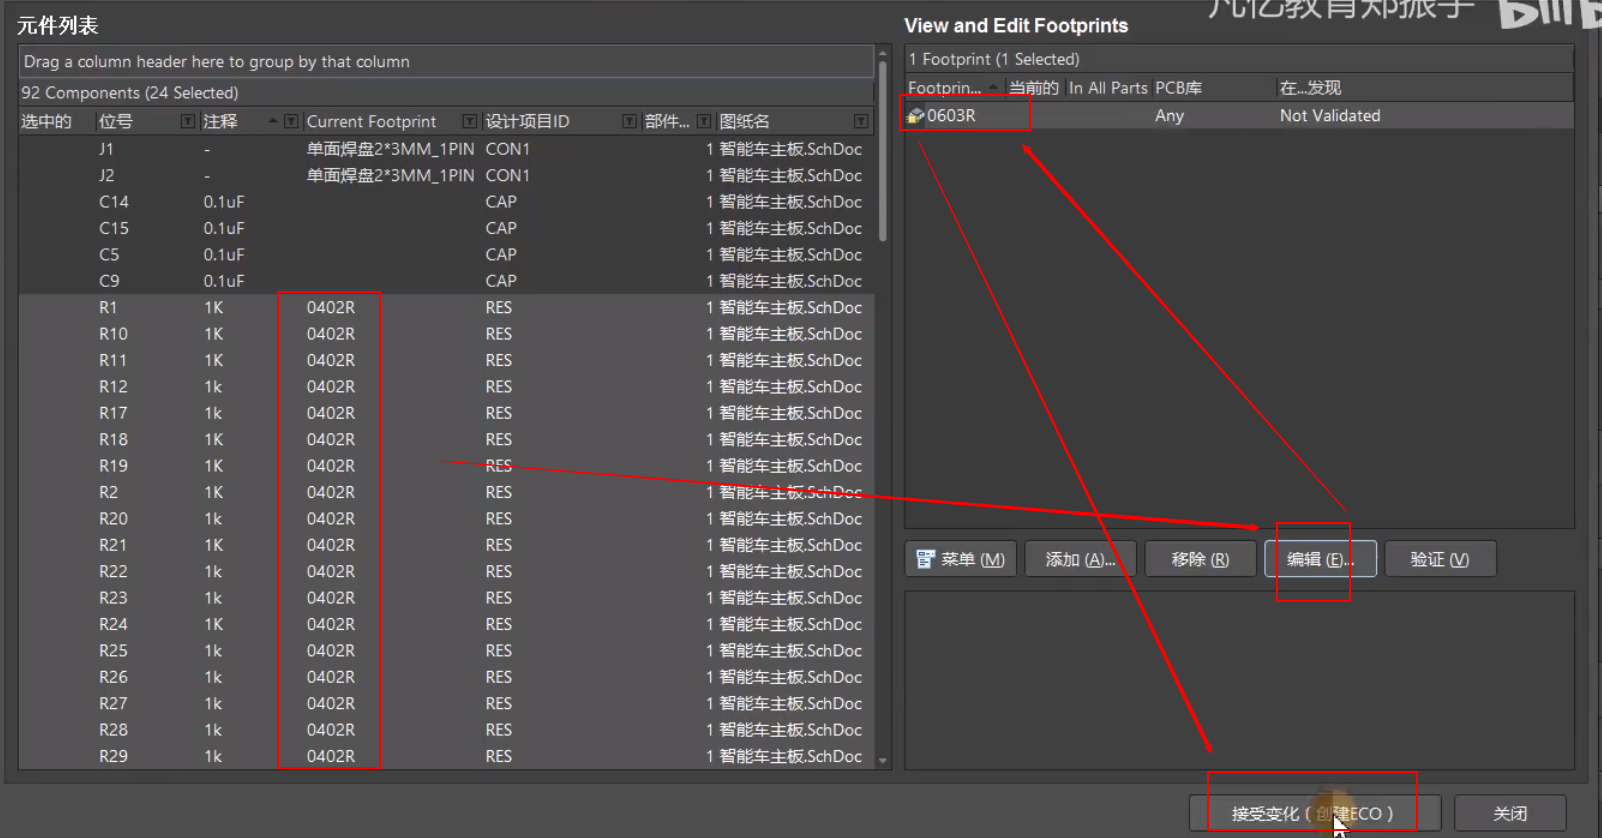 元件列表
Drag a column header here to group by that column
92 Components (24 Selected)
选中的 位号 注释 Current Footprint 设计项目ID 部件... 图纸名
J1 - 单面焊盘2*3MM_1PIN CON1 1 智能车主板.SchDoc
J2 - 单面焊盘2*3MM_1PIN CON1 1 智能车主板.SchDoc
C14 0.1uF CAP 1 智能车主板.SchDoc
C15 0.1uF CAP 1 智能车主板.SchDoc
C5 0.1uF CAP 1 智能车主板.SchDoc
C9 0.1uF CAP 1 智能车主板.SchDoc
R1 1K 0402R RES 1 智能车主板.SchDoc
R10 1K 0402R RES 1 智能车主板.SchDoc
R11 1K 0402R RES 1 智能车主板.SchDoc
R12 1k 0402R RES 1 智能车主板.SchDoc
R17 1k 0402R RES 1 智能车主板.SchDoc
R18 1K 0402R RES 1 智能车主板.SchDoc
R19 1K 0402R RES 1 智能车主板.SchDoc
R2 1K 0402R RES 1 智能车主板.SchDoc
R20 1k 0402R RES 1 智能车主板.SchDoc
R21 1K 0402R RES 1 智能车主板.SchDoc
R22 1k 0402R RES 1 智能车主板.SchDoc
R23 1k 0402R RES 1 智能车主板.SchDoc
R24 1K 0402R RES 1 智能车主板.SchDoc
R25 1k 0402R RES 1 智能车主板.SchDoc
R26 1k 0402R RES 1 智能车主板.SchDoc
R27 1k 0402R RES 1 智能车主板.SchDoc
R28 1k 0402R RES 1 智能车主板.SchDoc
R29 1k 0402R RES 1 智能车主板.SchDoc
凡亿教育郑振宇
View and Edit Footprints
1 Footprint (1 Selected)
Footprin... 当前的 In All Parts PCB库 在...发现
0603R Any Not Validated
菜单 (M) 添加 (A)... 移除 (R) 编辑 (E)... 验证 (V)
接受变化 ( 创建ECO ) 关闭